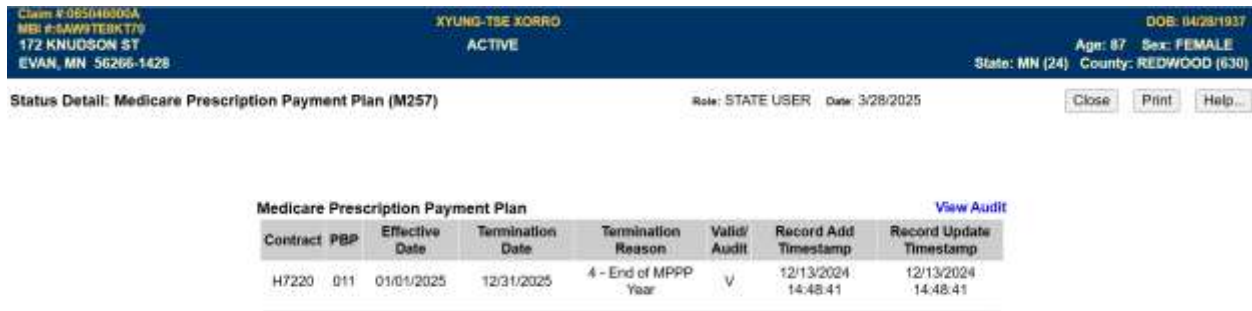 Claim #:065046000A
MBI #:6AW9TE8KT70
172 KNUDSON ST
EVAN, MN 56266-1428
XYUNG-TSE XORRO
ACTIVE
DOB: 04/28/1937
Age: 87 Sex: FEMALE
State: MN (24) County: REDWOOD (630)
Status Detail: Medicare Prescription Payment Plan (M257)
Role: STATE USER Date: 3/28/2025
Close Print Help...
Medicare Prescription Payment Plan
View Audit
Contract PBP Effective Date Termination Date Termination Reason Valid/ Audit Record Add Timestamp Record Update Timestamp
H7220 011 01/01/2025 12/31/2025 4 - End of MPPP Year V 12/13/2024 14:48:41 12/13/2024 14:48:41